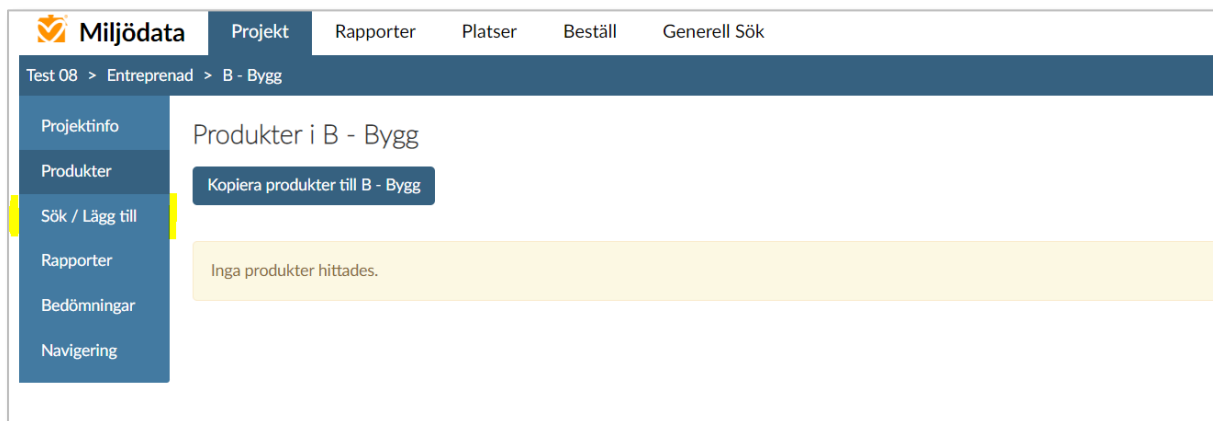 Miljödata Projekt Rapporter Platser Beställ Generell Sök
Test 08 > Entreprenad > B - Bygg
Projektinfo
Produkter
Sök / Lägg till
Rapporter
Bedömningar
Navigering
Produkter i B - Bygg
Kopiera produkter till B - Bygg
Inga produkter hittades.